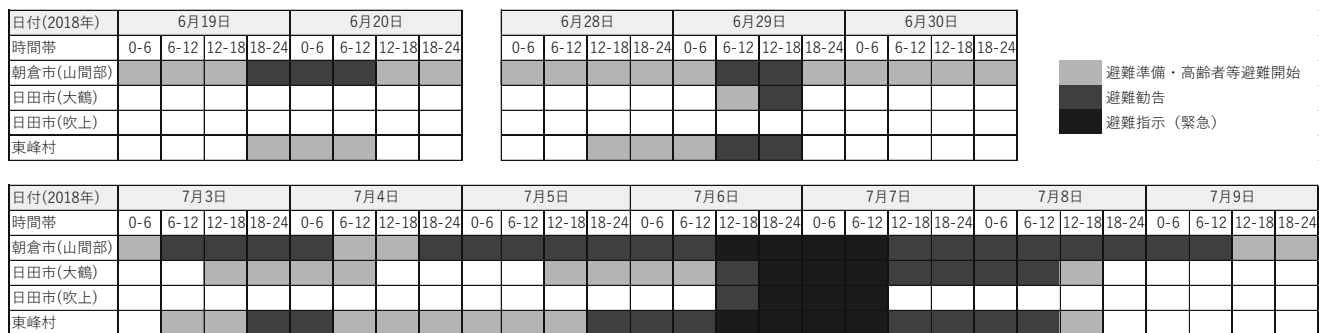 日付(2018年) 6月19日 6月20日 6月28日 6月29日 6月30日
時間帯 0-6 6-12 12-18 18-24 0-6 6-12 12-18 18-24 0-6 6-12 12-18 18-24 0-6 6-12 12-18 18-24 0-6 6-12 12-18 18-24
朝倉市(山間部) 避難準備・高齢者等避難開始
日田市(大鶴) 避難勧告
日田市(吹上) 避難指示（緊急）
東峰村
日付(2018年) 7月3日 7月4日 7月5日 7月6日 7月7日 7月8日 7月9日
時間帯 0-6 6-12 12-18 18-24 0-6 6-12 12-18 18-24 0-6 6-12 12-18 18-24 0-6 6-12 12-18 18-24 0-6 6-12 12-18 18-24 0-6 6-12 12-18 18-24 0-6 6-12 12-18 18-24
朝倉市(山間部)
日田市(大鶴)
日田市(吹上)
東峰村